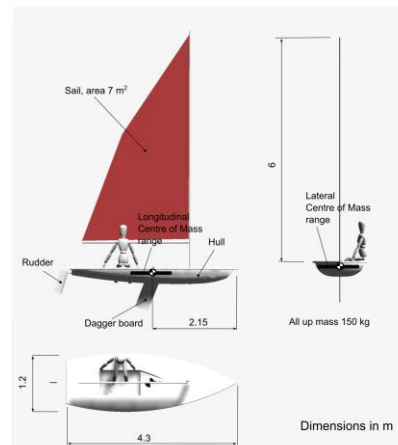 Sail, area 7 m²
6
Longitudinal
Centre of Mass
range
Hull
Lateral
Centre of Mass
range
Rudder
Dagger board
2.15
All up mass 150 kg
1.2
4.3
Dimensions in m